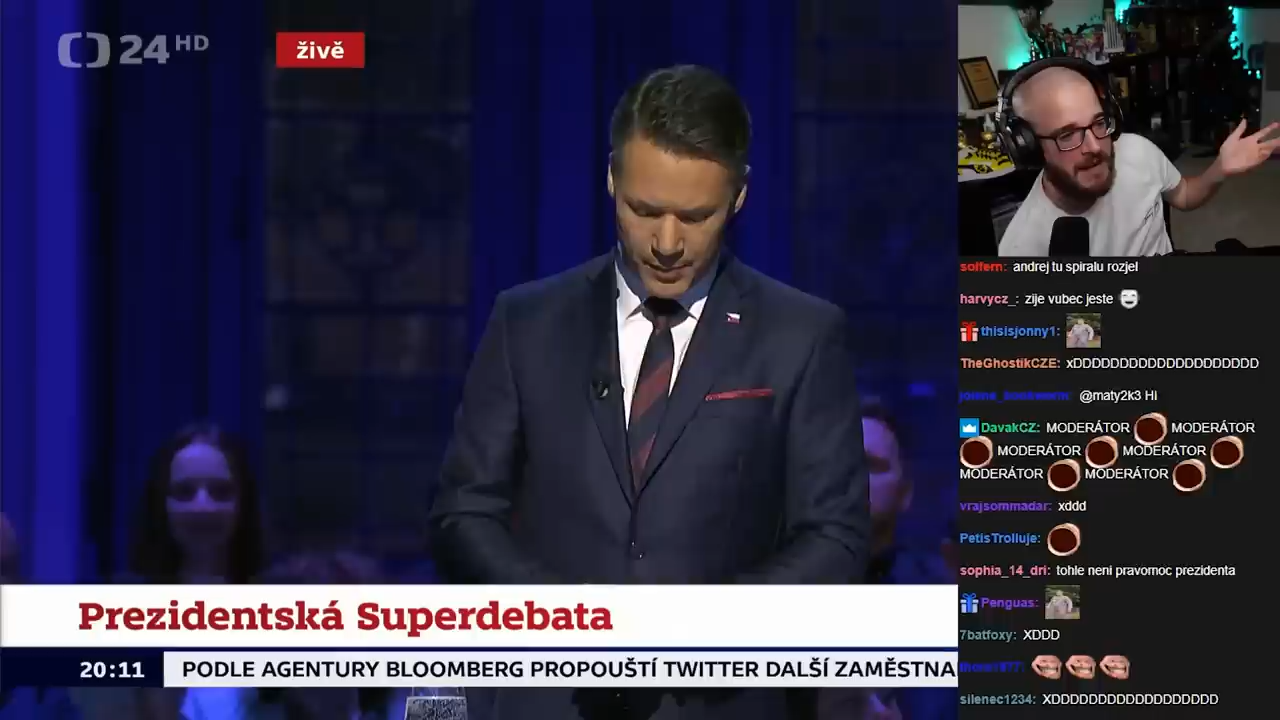 24 HD
živě
Prezidentská Superdebata
20:11
PODLE AGENTURY BLOOMBERG PROPOUŠTÍ TWITTER DALŠÍ ZAMĚSTNA
solfern: andrej tu spiralu rozjel
harvycz_: zije vubec jeste
thisisjonny1:
TheGhostikCZE: xDDDDDDDDDDDDDDDDDDDD
@maty2k3 Hi
DavakCZ: MODERÁTOR MODERÁTOR
MODERÁTOR MODERÁTOR
MODERÁTOR MODERÁTOR
vrajsommadar: xddd
PetisTrolluje:
sophia_14_dri: tohle neni pravomoc prezidenta
Penguas:
7batfoxy: XDDD
silenec1234: XDDDDDDDDDDDDDDDDDDD